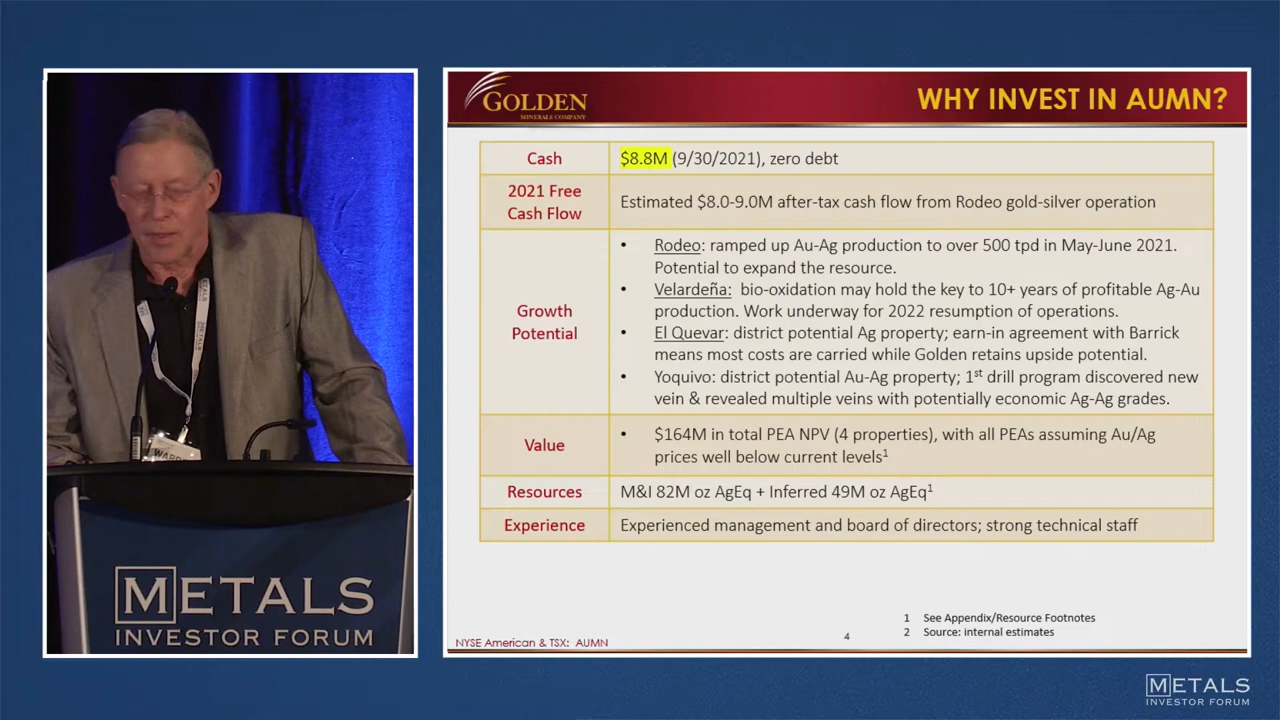 GOLDEN
MINERALS COMPANY
WHY INVEST IN AUMN?
Cash
$8.8M (9/30/2021), zero debt
2021 Free
Cash Flow
Estimated $8.0-9.0M after-tax cash flow from Rodeo gold-silver operation
Growth
Potential
• Rodeo: ramped up Au-Ag production to over 500 tpd in May-June 2021.
Potential to expand the resource.
• Velardeña: bio-oxidation may hold the key to 10+ years of profitable Ag-Au
production. Work underway for 2022 resumption of operations.
• El Quevar: district potential Ag property; earn-in agreement with Barrick
means most costs are carried while Golden retains upside potential.
• Yoquivo: district potential Au-Ag property; 1st drill program discovered new
vein & revealed multiple veins with potentially economic Ag-Ag grades.
Value
• $164M in total PEA NPV (4 properties), with all PEAs assuming Au/Ag
prices well below current levels1
Resources
M&I 82M oz AgEq + Inferred 49M oz AgEq1
Experience
Experienced management and board of directors; strong technical staff
1 See Appendix/Resource Footnotes
2 Source: internal estimates
4
NYSE American & TSX: AUMN
METALS
METALS
INVESTOR FORUM
METALS
INVESTOR FORUM